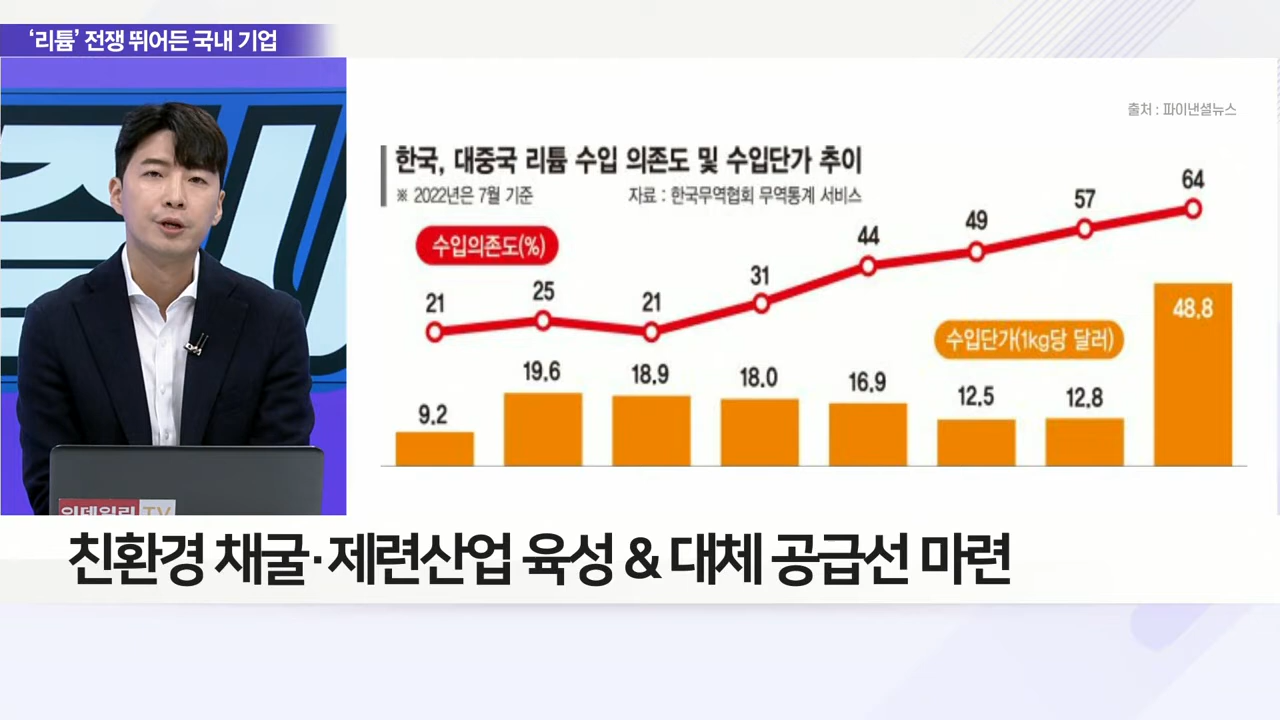 ‘리튬’ 전쟁 뛰어든 국내 기업
출처 : 파이낸셜뉴스
한국, 대중국 리튬 수입 의존도 및 수입단가 추이
※ 2022년은 7월 기준
자료 : 한국무역협회 무역통계 서비스
수입의존도(%)
21 25 21 31 44 49 57 64
수입단가(1kg당 달러)
9.2 19.6 18.9 18.0 16.9 12.5 12.8 48.8
이데일리 TV
친환경 채굴·제련산업 육성 & 대체 공급선 마련